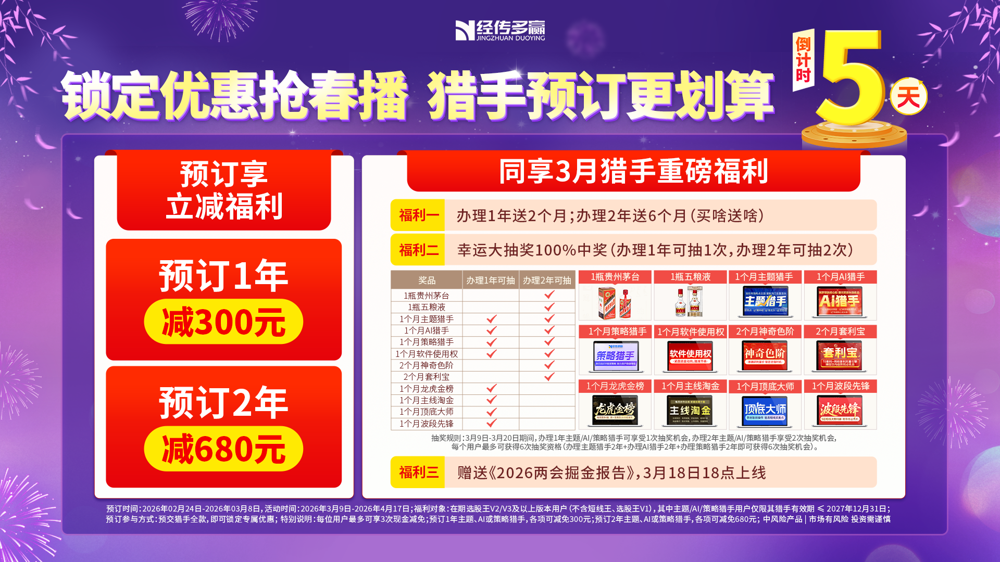 经传多赢
JINGZHUAN DUOYING
倒计时
5
天
锁定优惠抢春播 猎手预订更划算
预订享
立减福利
预订1年
减300元
预订2年
减680元
同享3月猎手重磅福利
福利一 办理1年送2个月；办理2年送6个月（买啥送啥）
福利二 幸运大抽奖100%中奖（办理1年可抽1次，办理2年可抽2次）
奖品 办理1年可抽 办理2年可抽
1瓶贵州茅台 ✓
1瓶五粮液 ✓
1个月主题猎手 ✓ ✓
1个月AI猎手 ✓ ✓
1个月策略猎手 ✓ ✓
1个月软件使用权 ✓ ✓
2个月神奇色阶 ✓
2个月套利宝 ✓
1个月龙虎金榜 ✓
1个月主线淘金 ✓
1个月顶底大师 ✓
1个月波段先锋 ✓
1瓶贵州茅台 1瓶五粮液 1个月主题猎手 1个月AI猎手
主题猎手
Ai猎手
1个月策略猎手 1个月软件使用权 2个月神奇色阶 2个月套利宝
经传多赢
策略猎手
软件使用权
神奇色阶
套利宝
1个月龙虎金榜 1个月主线淘金 1个月顶底大师 1个月波段先锋
龙虎金榜
主线淘金
顶底大师
波段先锋
抽奖规则：3月9日-3月20日期间，办理1年主题/AI/策略猎手可享受1次抽奖机会，办理2年主题/AI/策略猎手享受2次抽奖机会，
每个用户最多可获得6次抽奖资格（办理主题猎手2年+办理AI猎手2年+办理策略猎手2年即可获得6次抽奖机会）。
福利三 赠送《2026两会掘金报告》，3月18日18点上线
预订时间：2026年02月24日-2026年03月8日，活动时间：2026年3月9日-2026年4月17日；福利对象：在期选股王V2/V3及以上版本用户（不含短线王、选股王V1），其中主题/AI/策略猎手用户仅限其猎手有效期 ≤ 2027年12月31日；
预订参与方式：预交猎手全款，即可锁定专属优惠； 特别说明：每位用户最多可享3次现金减免；预订1年主题、AI或策略猎手，各项可减免300元；预订2年主题、AI或策略猎手，各项可减免680元； 中风险产品 | 市场有风险 投资需谨慎